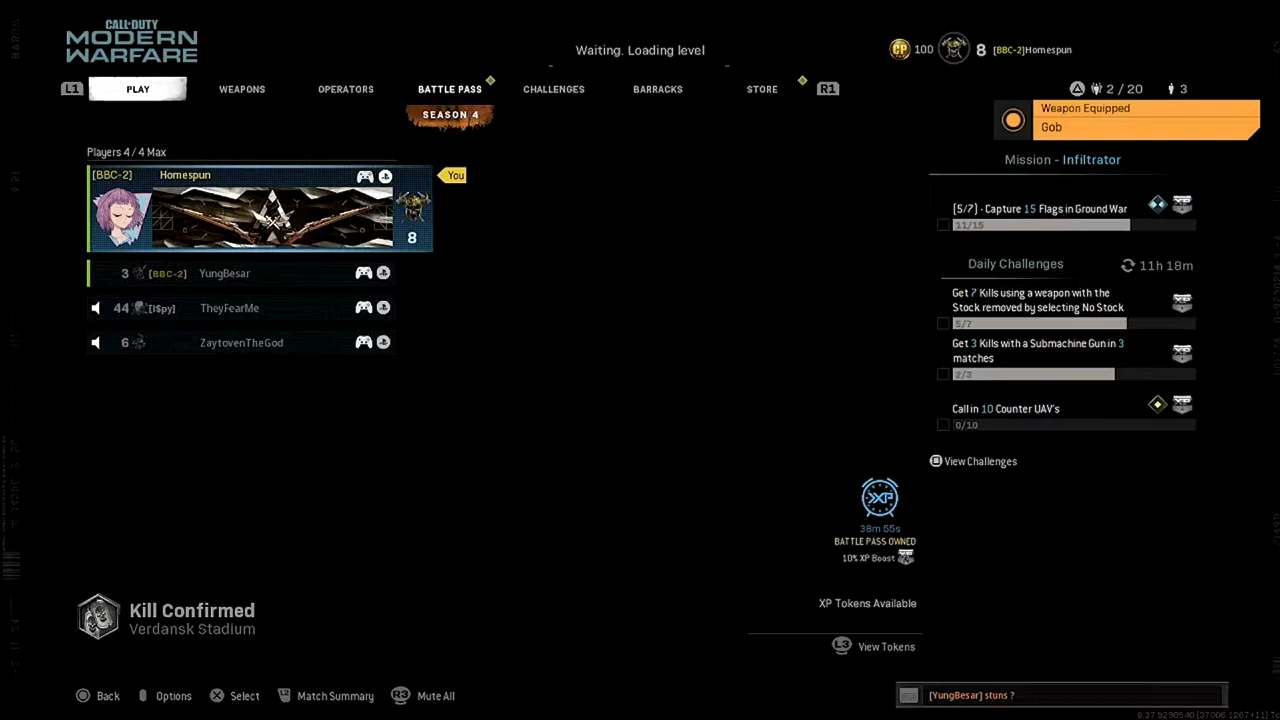 CALL OF DUTY
MODERN
WARFARE
Waiting. Loading level
CP 100
8 [BBC-2]Homespun
L1 PLAY WEAPONS OPERATORS BATTLE PASS CHALLENGES BARRACKS STORE R1
SEASON 4
2 / 20 3
Weapon Equipped
Gob
Players 4 / 4 Max
[BBC-2] Homespun
You
8
3 [BBC-2] YungBesar
44 [I$py] TheyFearMe
6 ZaytovenTheGod
Mission - Infiltrator
[5/7] - Capture 15 Flags in Ground War
11/15
Daily Challenges 11h 18m
Get 7 Kills using a weapon with the
Stock removed by selecting No Stock
5/7
Get 3 Kills with a Submachine Gun in 3
matches
2/3
Call in 10 Counter UAV's
0/10
View Challenges
XP
38m 55s
BATTLE PASS OWNED
10% XP Boost
XP Tokens Available
L3 View Tokens
Kill Confirmed
Verdansk Stadium
Back Options Select L2 Match Summary R3 Mute All
[YungBesar] stuns ?